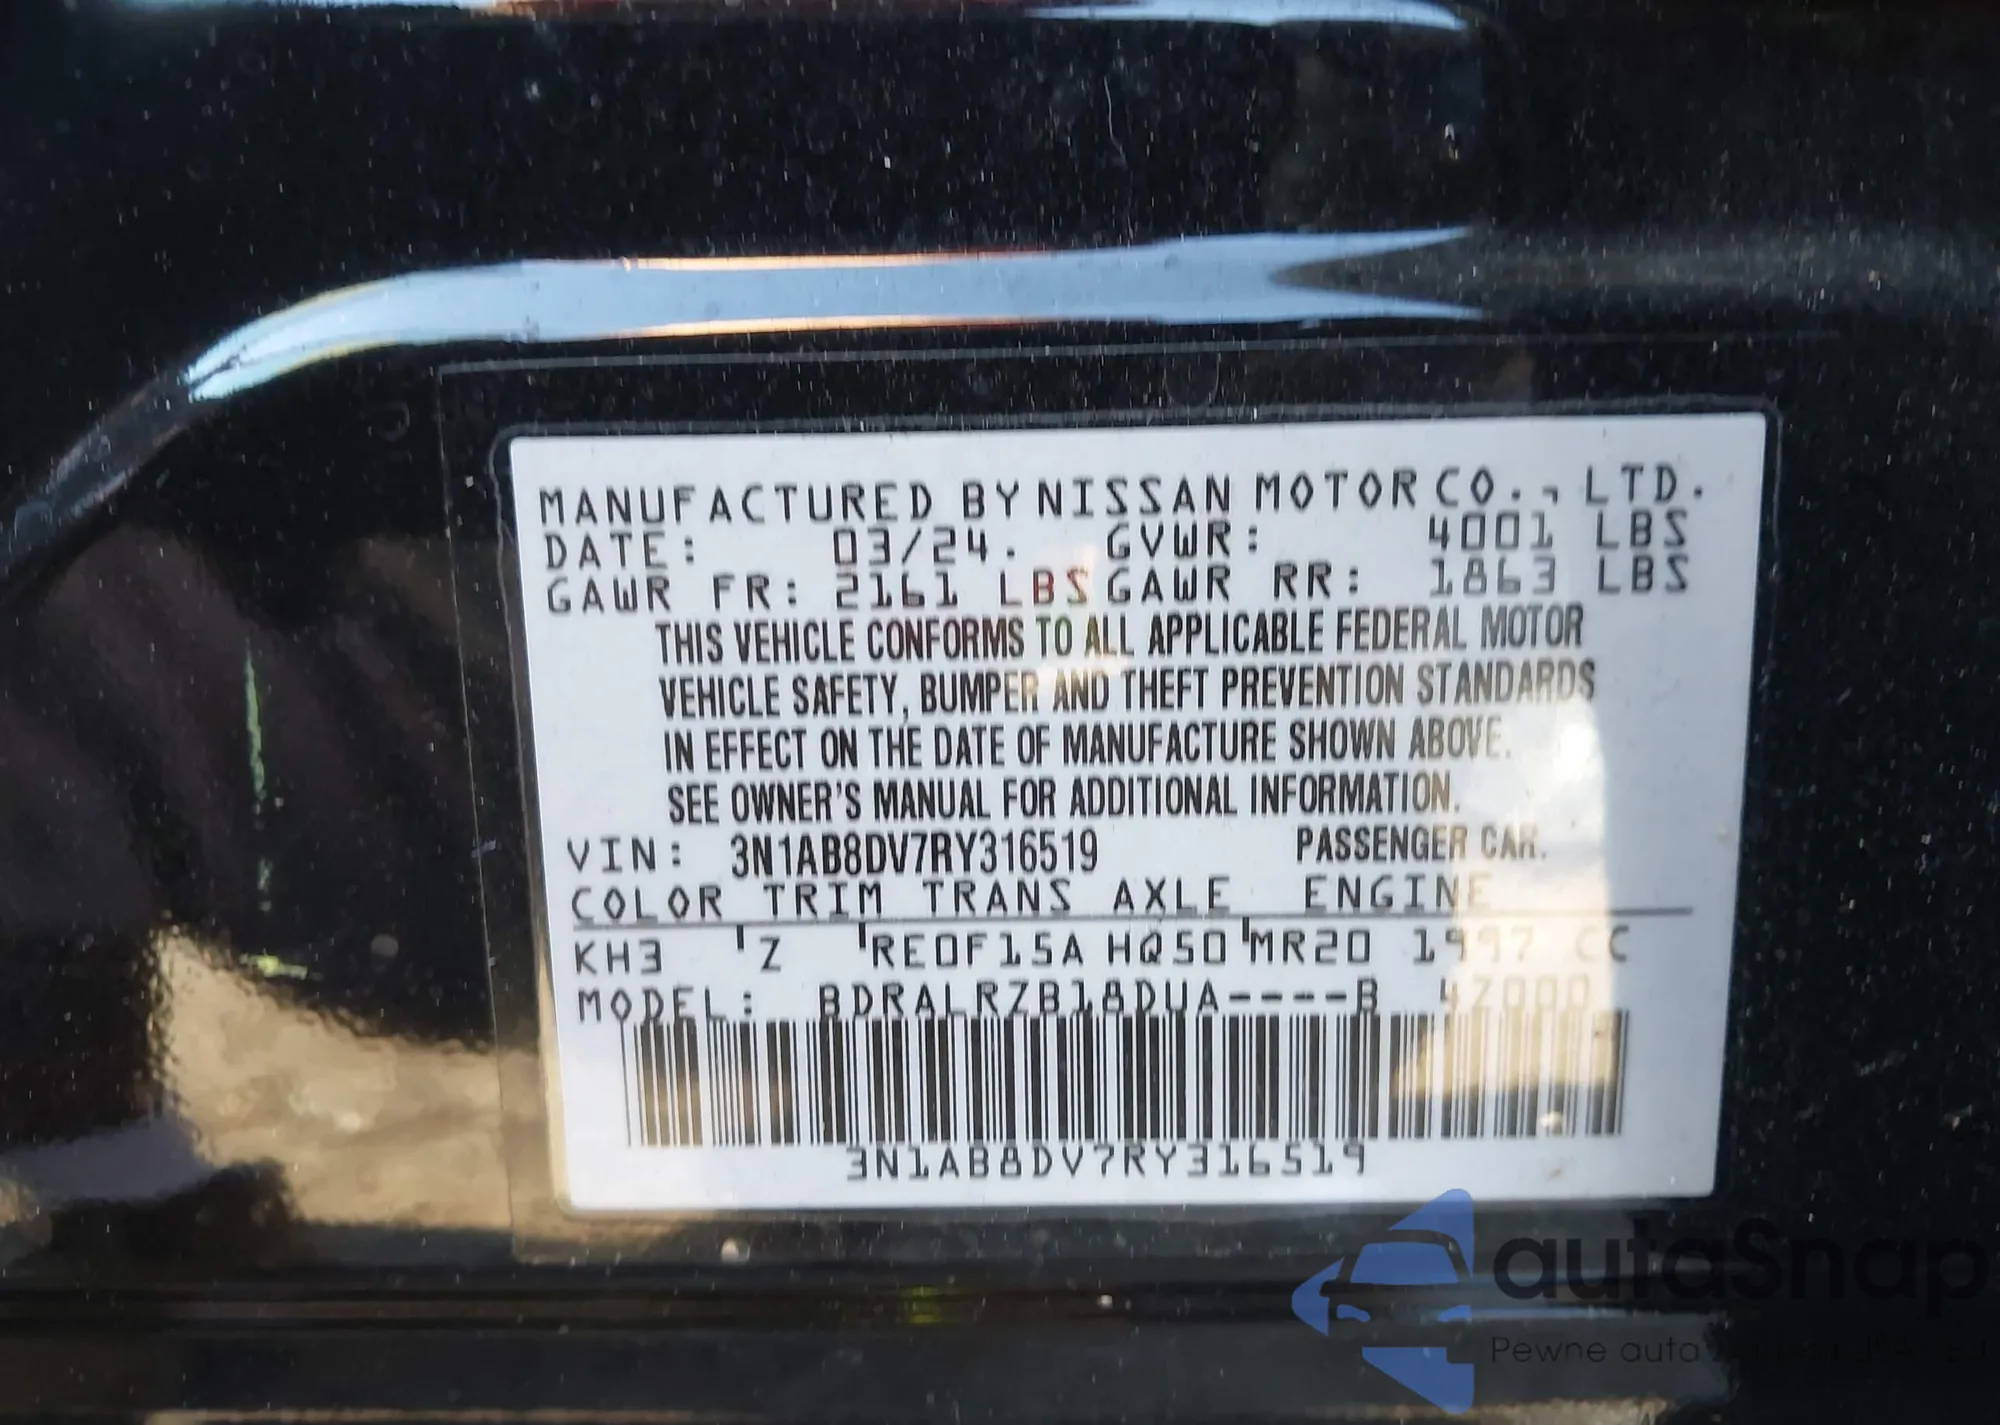 MANUFACTURED BY NISSAN MOTOR CO., LTD.
DATE: 03/24. GVWR: 4001 LBS
GAWR FR: 2161 LBS GAWR RR: 1863 LBS
THIS VEHICLE CONFORMS TO ALL APPLICABLE FEDERAL MOTOR
VEHICLE SAFETY, BUMPER AND THEFT PREVENTION STANDARDS
IN EFFECT ON THE DATE OF MANUFACTURE SHOWN ABOVE.
SEE OWNER'S MANUAL FOR ADDITIONAL INFORMATION.
VIN: 3N1AB8DV7RY316519 PASSENGER CAR.
COLOR TRIM TRANS AXLE ENGINE
KH3 Z RE0F15A HQ50 MR20 1997 CC
MODEL: BDRALRZB18DUA----B 4Z000
3N1AB8DV7RY316519
autaSnap
Pewne auta